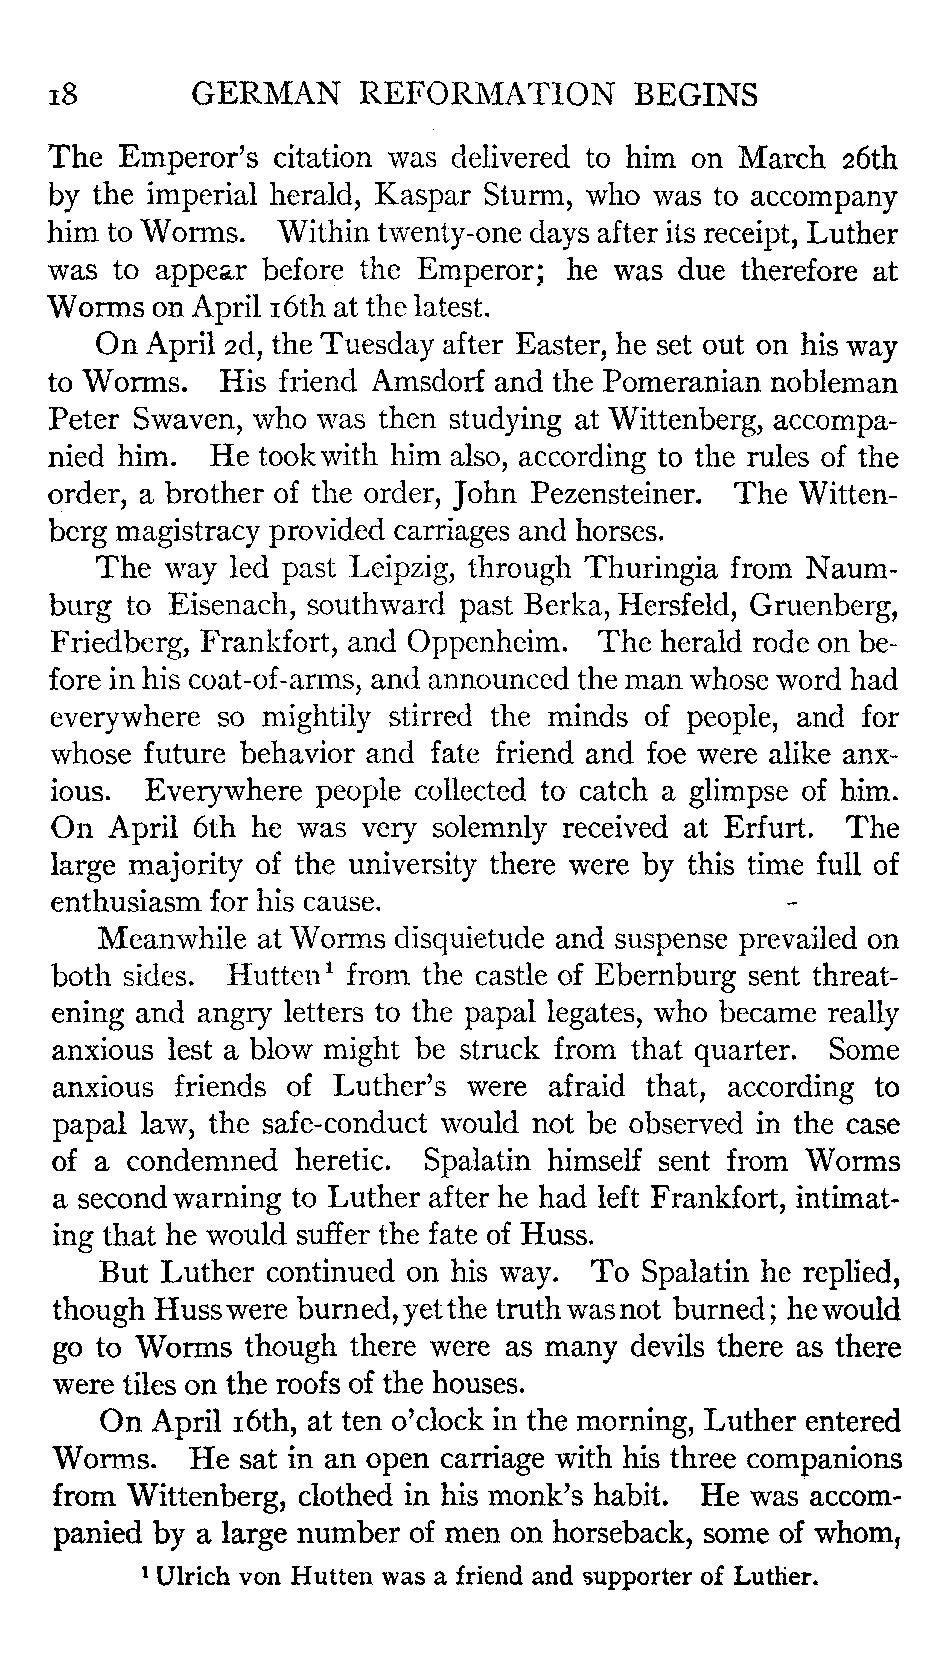 18 GERMAN REFORMATION BEGINS
The Emperor's citation was delivered to him on March 26th
by the imperial herald, Kaspar Sturm, who was to accompany
him to Worms. Within twenty-one days after its receipt, Luther
was to appear before the Emperor; he was due therefore at
Worms on April 16th at the latest.
On April 2d, the Tuesday after Easter, he set out on his way
to Worms. His friend Amsdorf and the Pomeranian nobleman
Peter Swaven, who was then studying at Wittenberg, accompa-
nied him. He took with him also, according to the rules of the
order, a brother of the order, John Pezensteiner. The Witten-
berg magistracy provided carriages and horses.
The way led past Leipzig, through Thuringia from Naum-
burg to Eisenach, southward past Berka, Hersfeld, Gruenberg,
Friedberg, Frankfort, and Oppenheim. The herald rode on be-
fore in his coat-of-arms, and announced the man whose word had
everywhere so mightily stirred the minds of people, and for
whose future behavior and fate friend and foe were alike anx-
ious. Everywhere people collected to catch a glimpse of him.
On April 6th he was very solemnly received at Erfurt. The
large majority of the university there were by this time full of
enthusiasm for his cause.
Meanwhile at Worms disquietude and suspense prevailed on
both sides. Hutten¹ from the castle of Ebernburg sent threat-
ening and angry letters to the papal legates, who became really
anxious lest a blow might be struck from that quarter. Some
anxious friends of Luther's were afraid that, according to
papal law, the safe-conduct would not be observed in the case
of a condemned heretic. Spalatin himself sent from Worms
a second warning to Luther after he had left Frankfort, intimat-
ing that he would suffer the fate of Huss.
But Luther continued on his way. To Spalatin he replied,
though Huss were burned, yet the truth was not burned; he would
go to Worms though there were as many devils there as there
were tiles on the roofs of the houses.
On April 16th, at ten o'clock in the morning, Luther entered
Worms. He sat in an open carriage with his three companions
from Wittenberg, clothed in his monk's habit. He was accom-
panied by a large number of men on horseback, some of whom,
¹ Ulrich von Hutten was a friend and supporter of Luther.